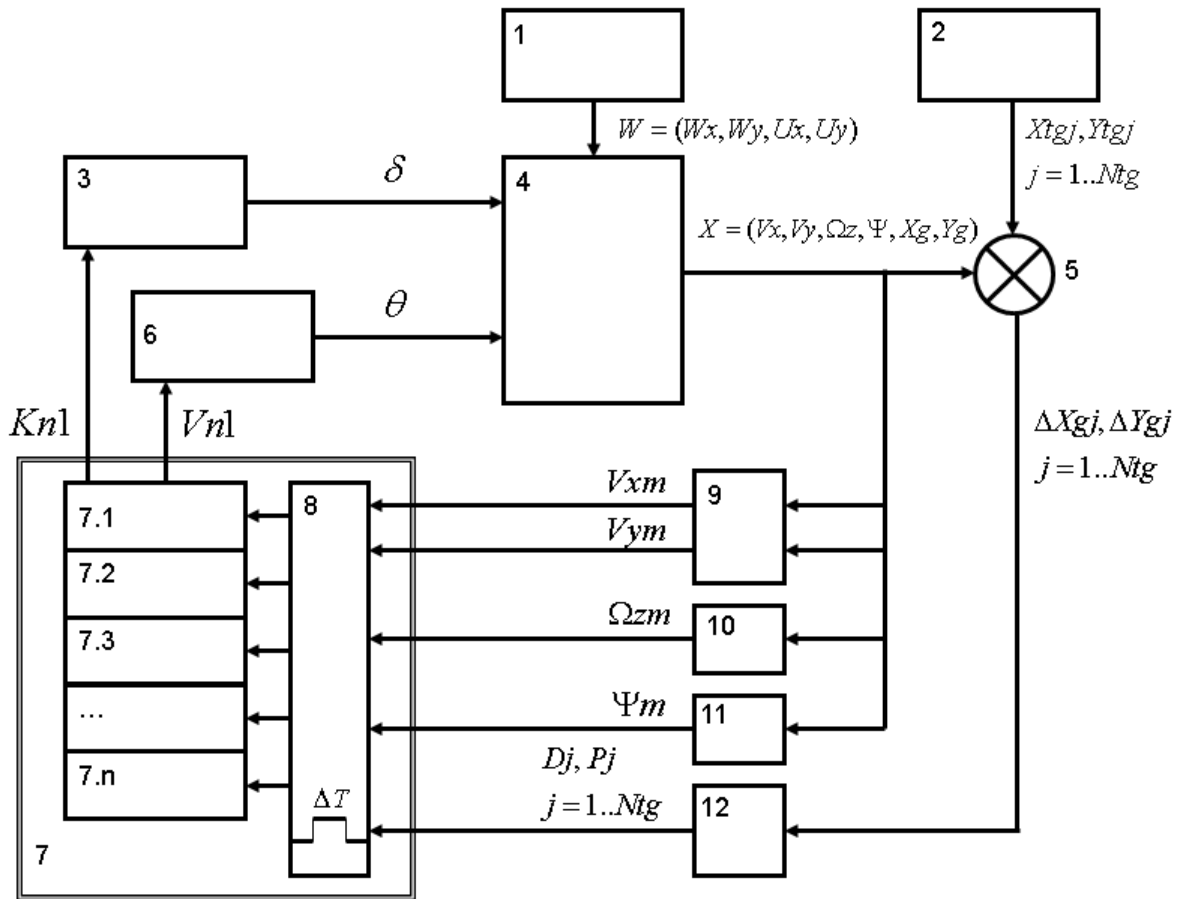 1
2
W = (Wx, Wy, Ux, Uy)
Xtgj, Ytgj
j = 1..Ntg
3
δ
4
X = (Vx, Vy, Ωz, Ψ, Xg, Yg)
5
6
θ
Kn1
Vn1
ΔXgj, ΔYgj
j = 1..Ntg
7.1
8
Vxm
9
Vym
7.2
7.3
Ωzm
10
...
Ψm
11
7.n
ΔT
Dj, Pj
j = 1..Ntg
12
7